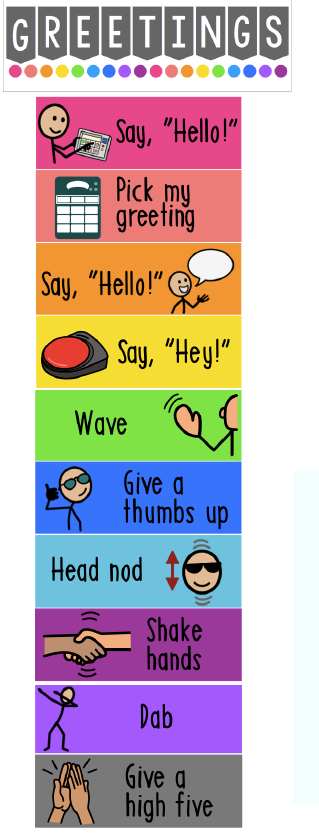 GREETINGS
Say, "Hello!"
Pick my
greeting
Say, "Hello!"
Say, "Hey!"
Wave
Give a
thumbs up
Head nod
Shake
hands
Dab
Give a
high five